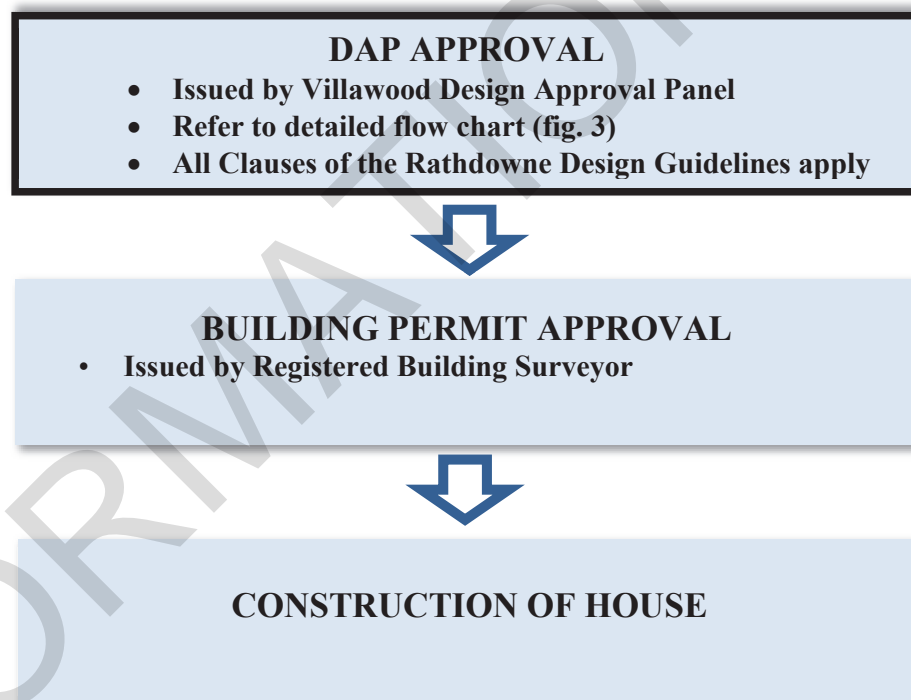 DAP APPROVAL
• Issued by Villawood Design Approval Panel
• Refer to detailed flow chart (fig. 3)
• All Clauses of the Rathdowne Design Guidelines apply
BUILDING PERMIT APPROVAL
• Issued by Registered Building Surveyor
CONSTRUCTION OF HOUSE
ORMATION